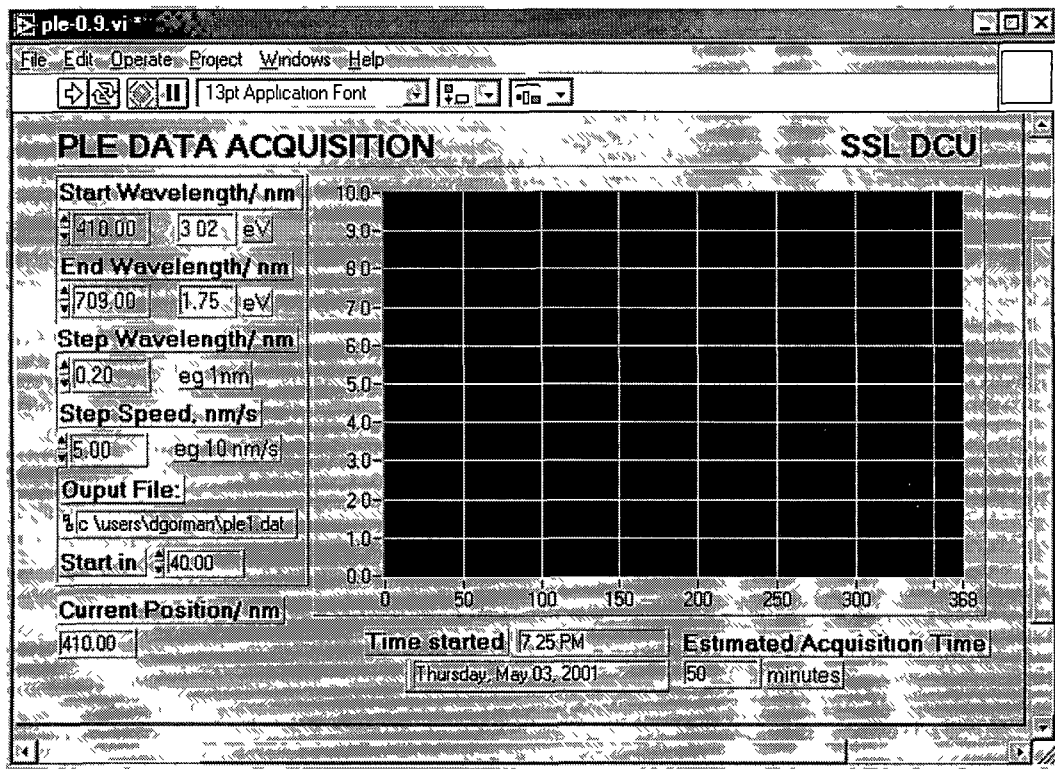 ple-0.9.vi *
File Edit Operate Project Windows Help
13pt Application Font
PLE DATA ACQUISITION
SSL DCU
Start Wavelength/ nm
410.00 3 02 eV
End Wavelength/ nm
709.00 1.75 eV
Step Wavelength/ nm
0.20 eg 1nm
Step Speed, nm/s
5.00 eg 10 nm/s
Ouput File:
c \users\dgorman\ple1 dat
Start in 40.00
Current Position/ nm
410.00
10.0
9.0
8.0
7.0
6.0
5.0
4.0
3.0
2.0
1.0
0.0
0 50 100 150 200 250 300 368
Time started 7.25 PM
Thursday, May 03, 2001
Estimated Acquisition Time
50 minutes